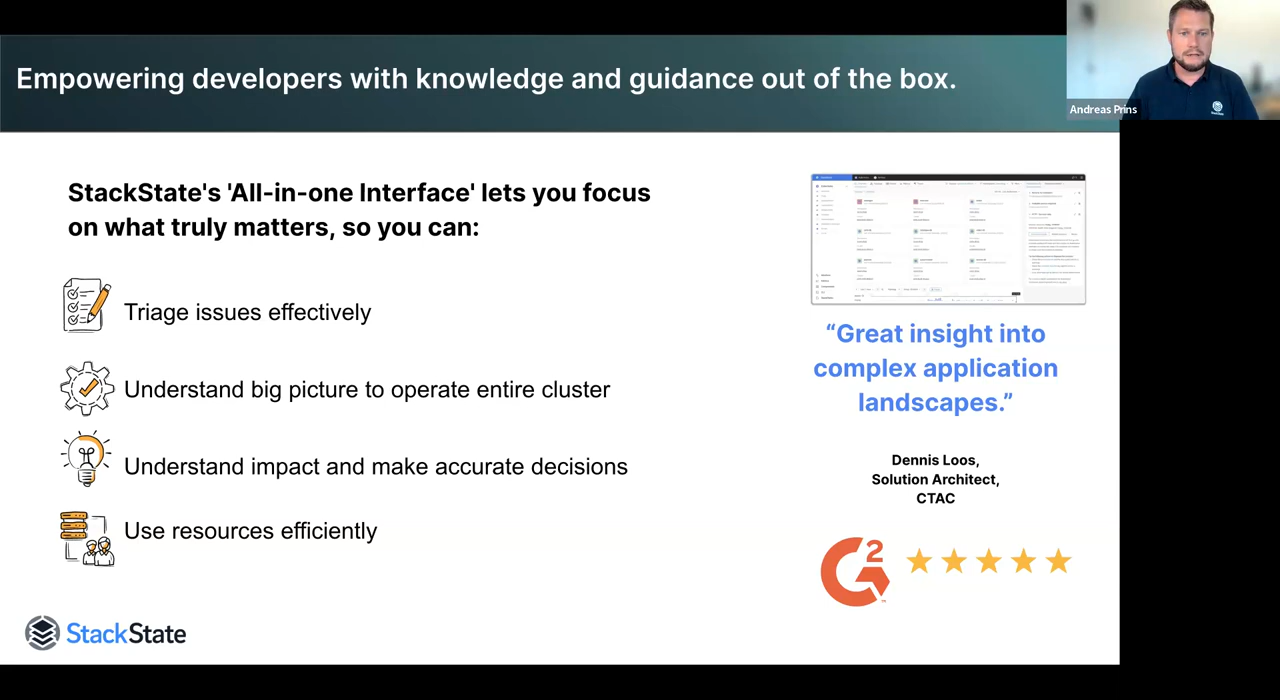 Empowering developers with knowledge and guidance out of the box.
Andreas Prins
StackState's 'All-in-one Interface' lets you focus
on what truly matters, so you can:
Triage issues effectively
Understand big picture to operate entire cluster
Understand impact and make accurate decisions
Use resources efficiently
“Great insight into
complex application
landscapes.”
Dennis Loos,
Solution Architect,
CTAC
G2
StackState